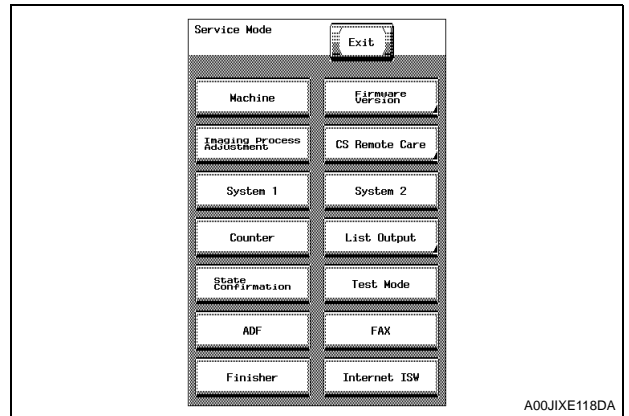 Service Mode
Exit
Machine
Firmware
Version
Imaging Process
Adjustment
CS Remote Care
System 1
System 2
Counter
List Output
State
Confirmation
Test Mode
ADF
FAX
Finisher
Internet ISW
A00JIXE118DA